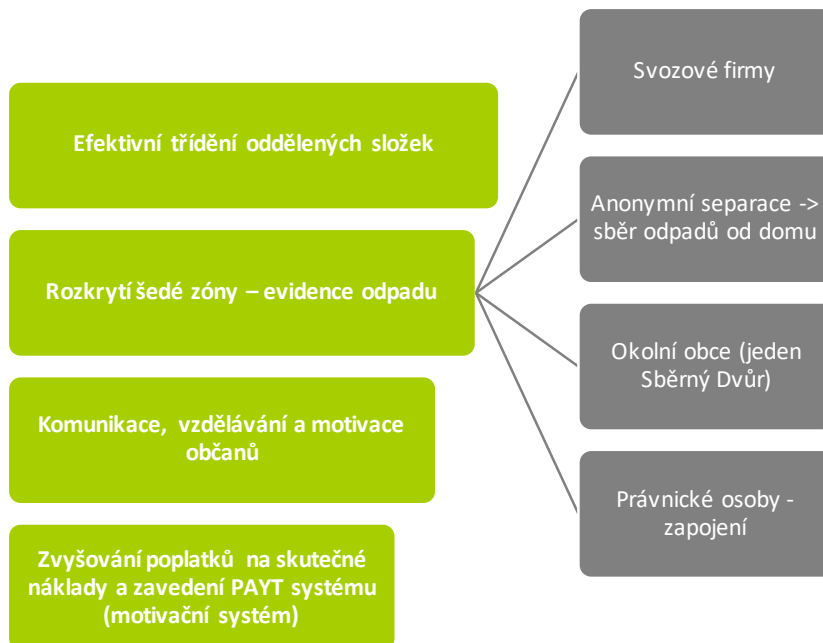 Efektivní třídění oddělených složek
Rozkrytí šedé zóny – evidence odpadu
Komunikace, vzdělávání a motivace
občanů
Zvyšování poplatků na skutečné
náklady a zavedení PAYT systému
(motivační systém)
Svozové firmy
Anonymní separace ->
sběr odpadů od domu
Okolní obce (jeden
Sběrný Dvůr)
Právnické osoby -
zapojení